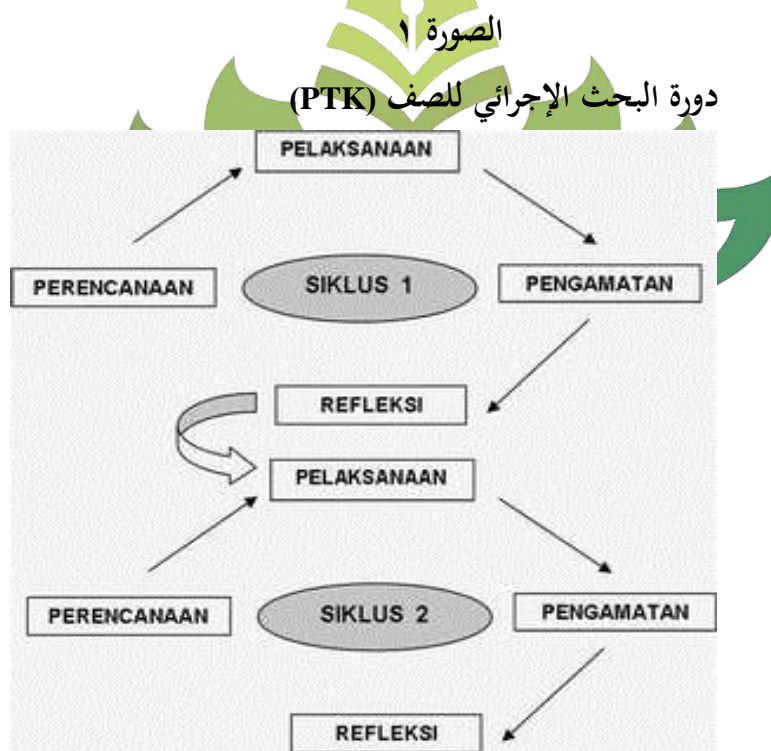 الصورة ١
دورة البحث الإجرائي للصف (PTK)
PELAKSANAAN
PERENCANAAN
SIKLUS 1
PENGAMATAN
REFLEKSI
PELAKSANAAN
PERENCANAAN
SIKLUS 2
PENGAMATAN
REFLEKSI